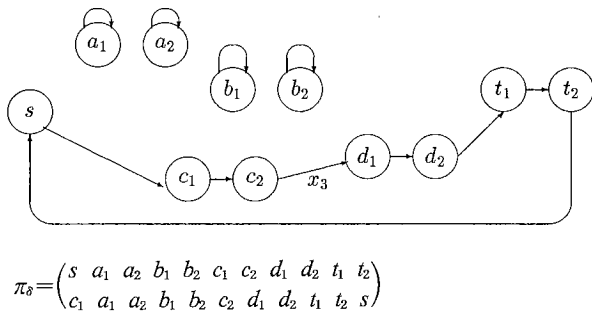 a₁ a₂
b₁ b₂
t₁ t₂
s
d₁ d₂
c₁ c₂ x₃
π_δ = ( s a₁ a₂ b₁ b₂ c₁ c₂ d₁ d₂ t₁ t₂
c₁ a₁ a₂ b₁ b₂ c₂ d₁ d₂ t₁ t₂ s )